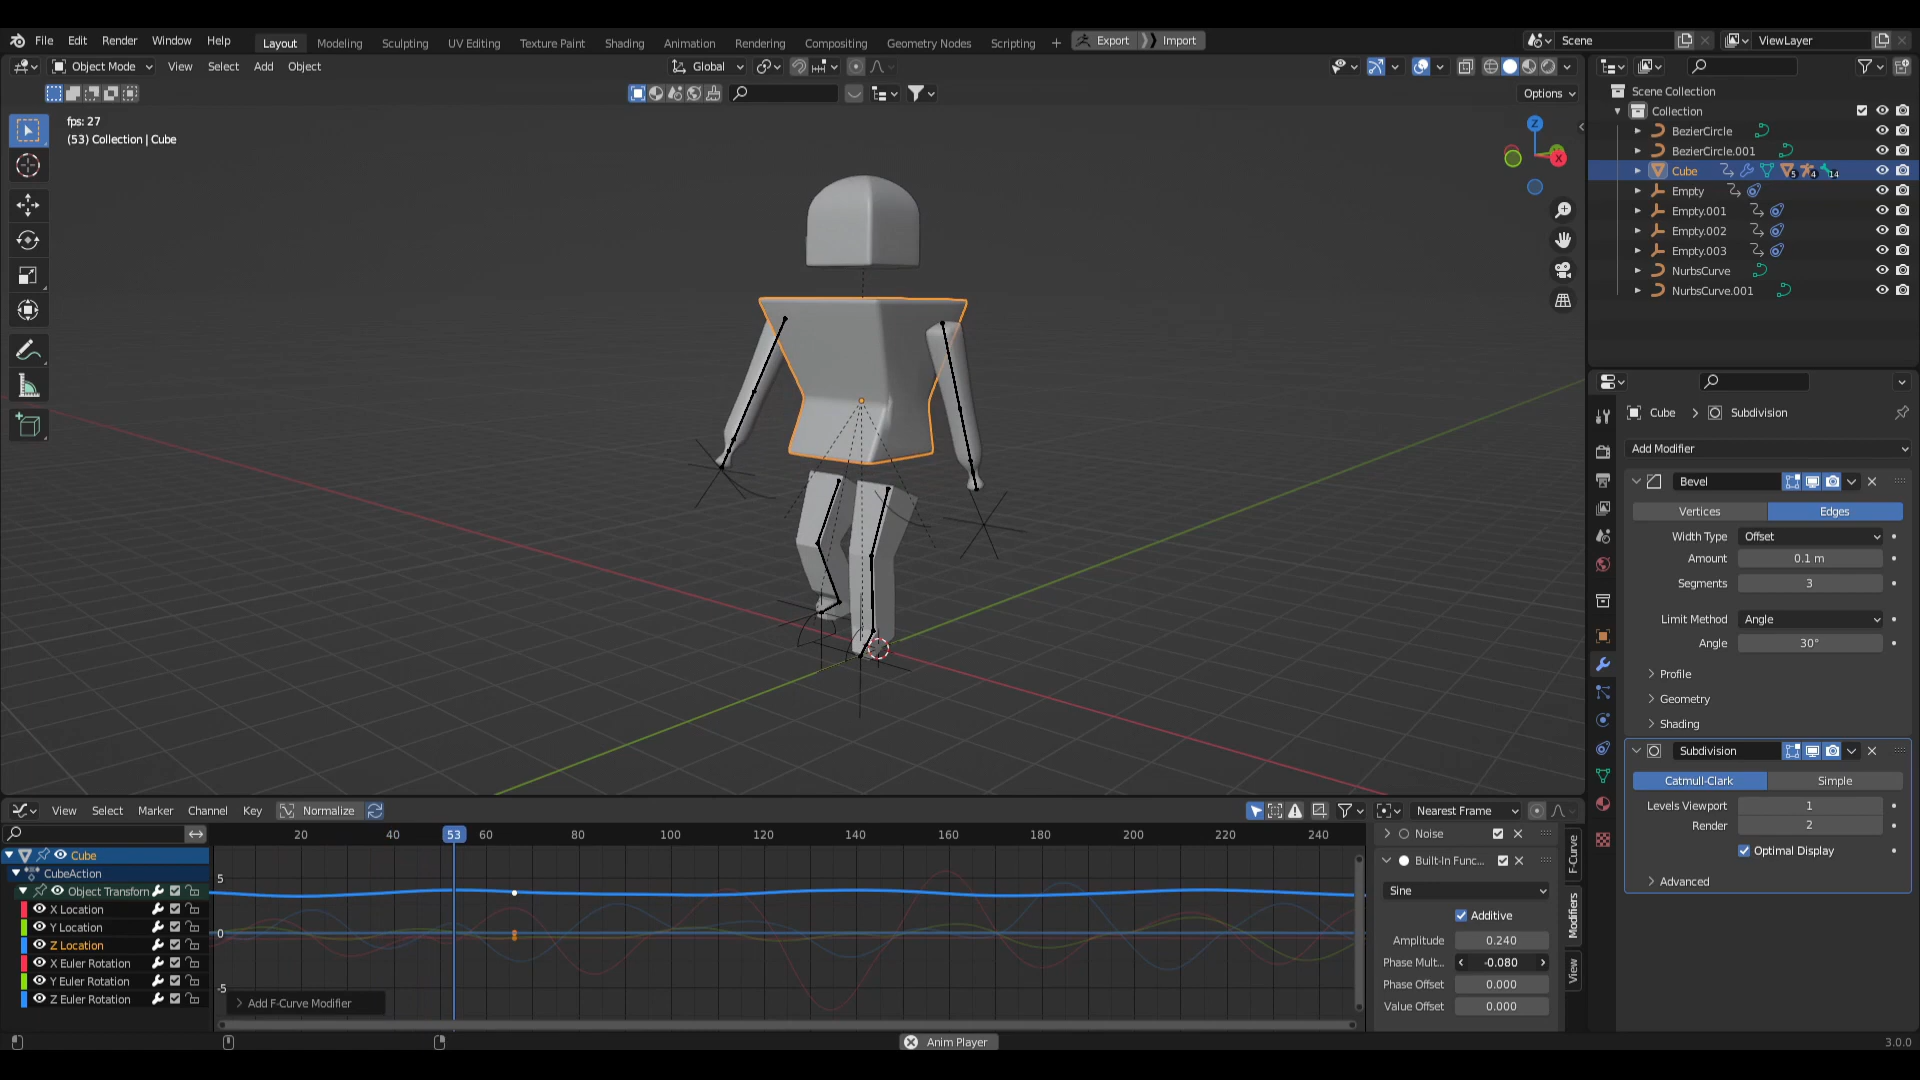 File Edit Render Window Help Layout Modeling Sculpting UV Editing Texture Paint Shading Animation Rendering Compositing Geometry Nodes Scripting + Export Import Scene ViewLayer
Object Mode View Select Add Object Global
Options
fps: 27
(53) Collection | Cube
Z
X
Scene Collection
Collection
BezierCircle
BezierCircle.001
Cube 5 4 14
Empty
Empty.001
Empty.002
Empty.003
NurbsCurve
NurbsCurve.001
Cube > Subdivision
Add Modifier
Bevel
Vertices Edges
Width Type Offset
Amount 0.1 m
Segments 3
Limit Method Angle
Angle 30°
Profile
Geometry
Shading
Subdivision
Catmull-Clark Simple
Levels Viewport 1
Render 2
Optimal Display
Advanced
View Select Marker Channel Key Normalize Nearest Frame
20 40 53 60 80 100 120 140 160 180 200 220 240
Cube
CubeAction
Object Transforn
X Location
Y Location
Z Location
X Euler Rotation
Y Euler Rotation
Z Euler Rotation
5
0
-5
Add F-Curve Modifier
Noise
Built-In Func...
Sine
Additive
Amplitude 0.240
Phase Mult... -0.080
Phase Offset 0.000
Value Offset 0.000
F-Curve
Modifiers
View
Anim Player
3.0.0